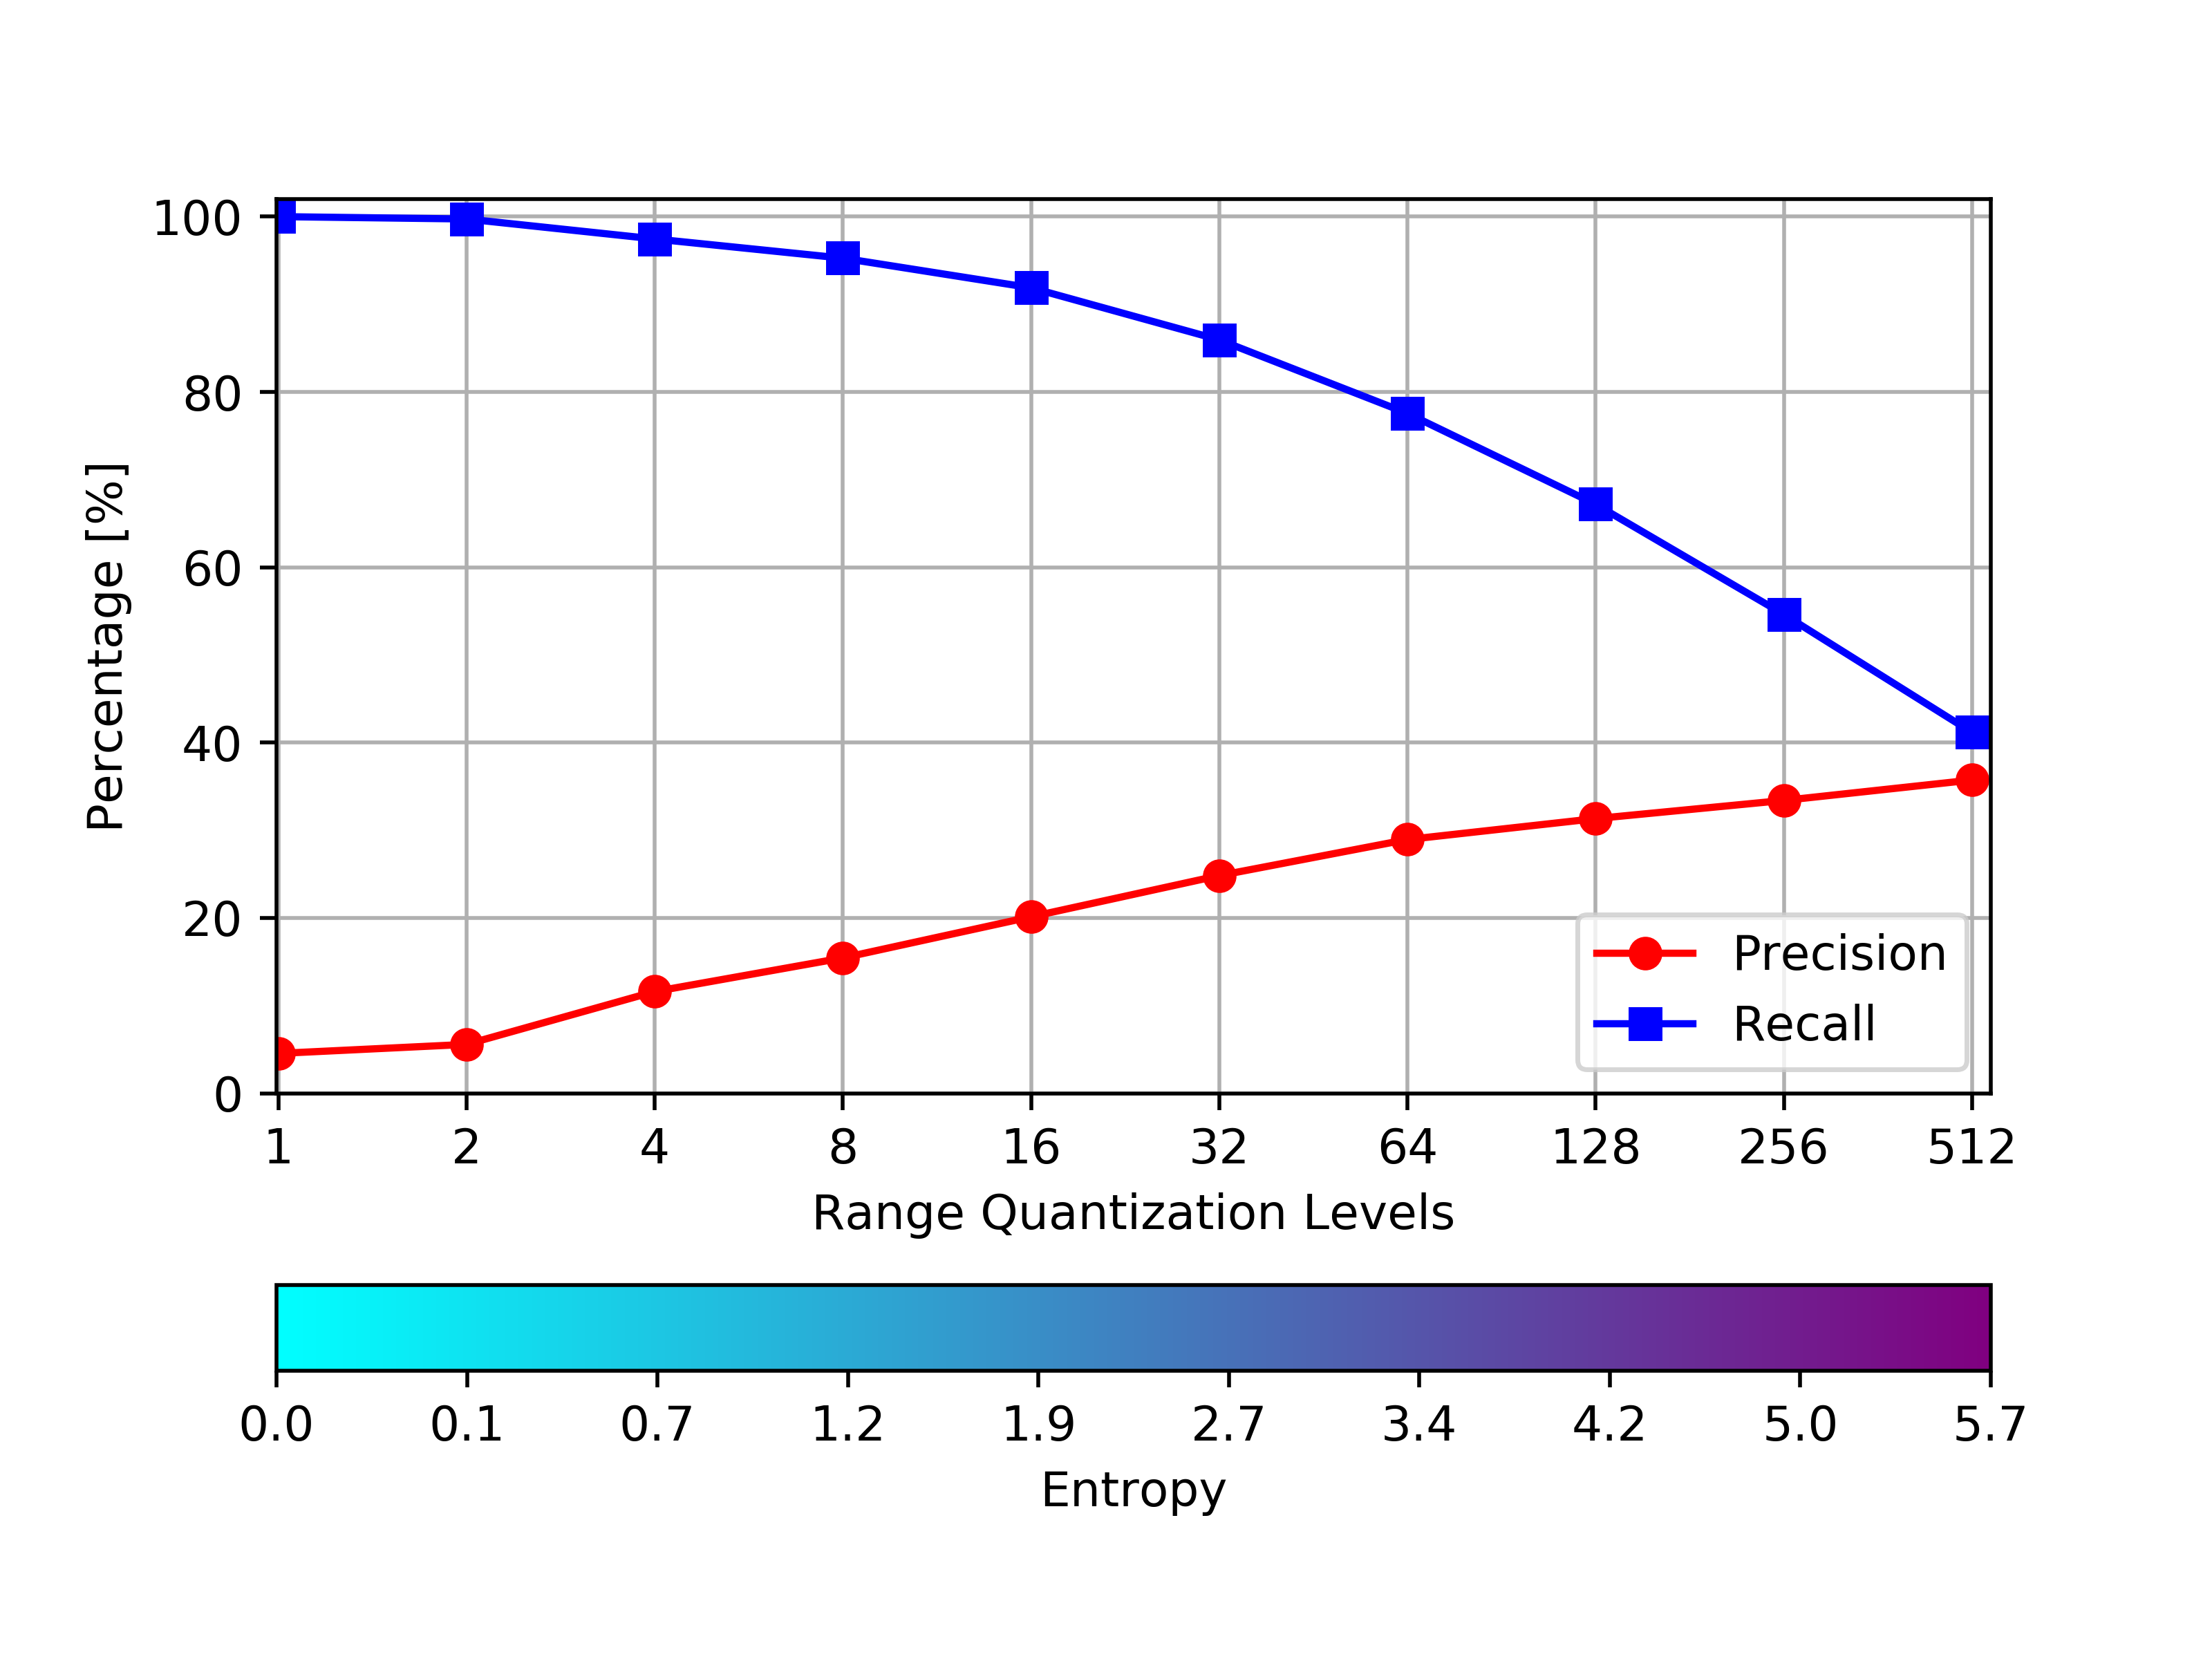 100
80
60
40
20
0
Percentage [%]
Precision
Recall
1 2 4 8 16 32 64 128 256 512
Range Quantization Levels
0.0 0.1 0.7 1.2 1.9 2.7 3.4 4.2 5.0 5.7
Entropy